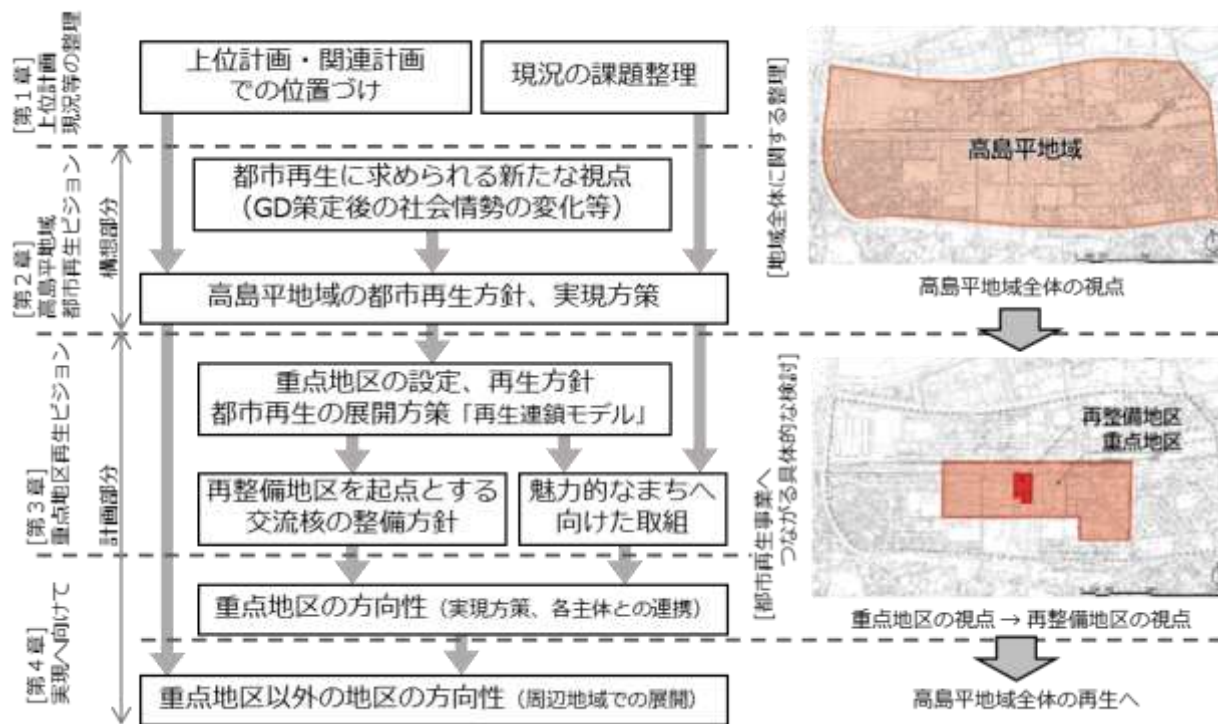 [第1章]
上位計画
現況等の整理
上位計画・関連計画
での位置づけ
現況の課題整理
[第2章]
高島平地域
都市再生ビジョン
構想部分
都市再生に求められる新たな視点
（GD策定後の社会情勢の変化等）
高島平地域の都市再生方針、実現方策
[第3章]
重点地区再生ビジョン
計画部分
重点地区の設定、再生方針
都市再生の展開方策「再生連鎖モデル」
再整備地区を起点とする
交流核の整備方針
魅力的なまちへ
向けた取組
[第4章]
実現へ向けて
重点地区の方向性（実現方策、各主体との連携）
重点地区以外の地区の方向性（周辺地域での展開）
[地域全体に関する整理]
高島平地域
高島平地域全体の視点
[都市再生事業へ
つながる具体的な検討]
再整備地区
重点地区
重点地区の視点 → 再整備地区の視点
高島平地域全体の再生へ